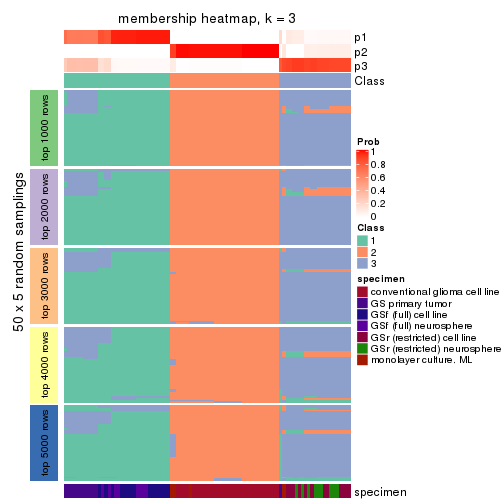 membership heatmap, k = 3
p1
p2
p3
Class
50 x 5 random samplings
top 1000 rows
top 2000 rows
top 3000 rows
top 4000 rows
top 5000 rows
Prob
1
0.8
0.6
0.4
0.2
0
Class
1
2
3
specimen
conventional glioma cell line
GS primary tumor
GSf (full) cell line
GSf (full) neurosphere
GSr (restricted) cell line
GSr (restricted) neurosphere
monolayer culture. ML
specimen